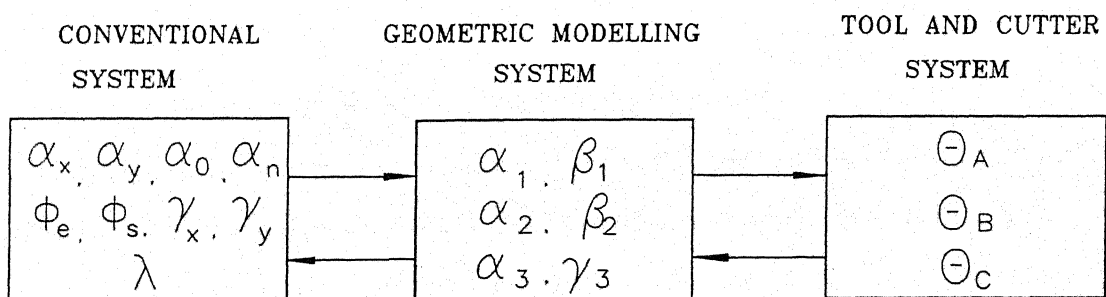 CONVENTIONAL
SYSTEM
GEOMETRIC MODELLING
SYSTEM
TOOL AND CUTTER
SYSTEM
αx, αy, α0, αn
ϕe, ϕs, γx, γy
λ
α1, β1
α2, β2
α3, γ3
ΘA
ΘB
ΘC